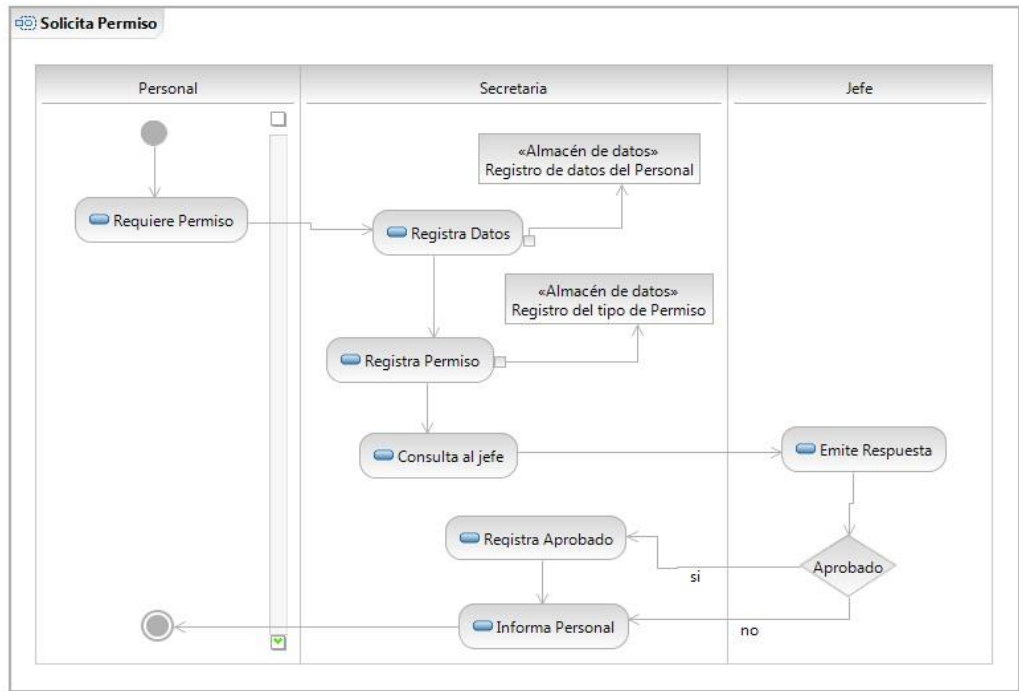 Solicita Permiso
Personal
Secretaria
Jefe
«Almacén de datos»
Registro de datos del Personal
Requiere Permiso
Registra Datos
«Almacén de datos»
Registro del tipo de Permiso
Registra Permiso
Consulta al jefe
Emite Respuesta
Registra Aprobado
Aprobado
si
Informa Personal
no